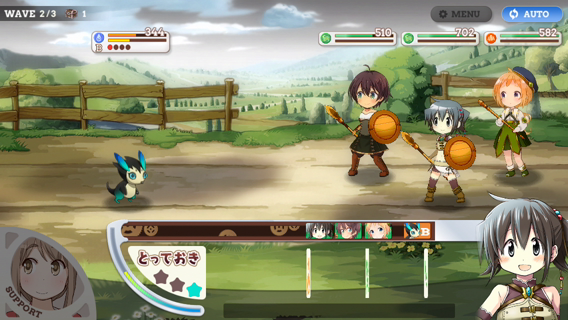 WAVE 2/3 1
MENU
AUTO
344
B
510
702
582
B
とっておき
SUPPORT